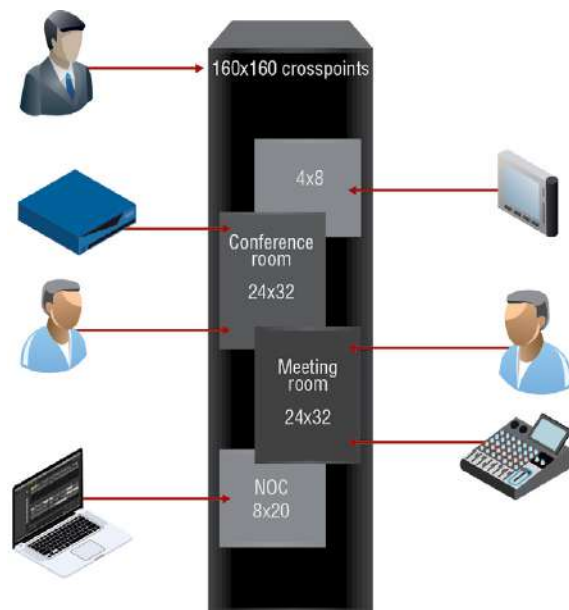 160x160 crosspoints
4x8
Conference
room
24x32
Meeting
room
24x32
NOC
8x20